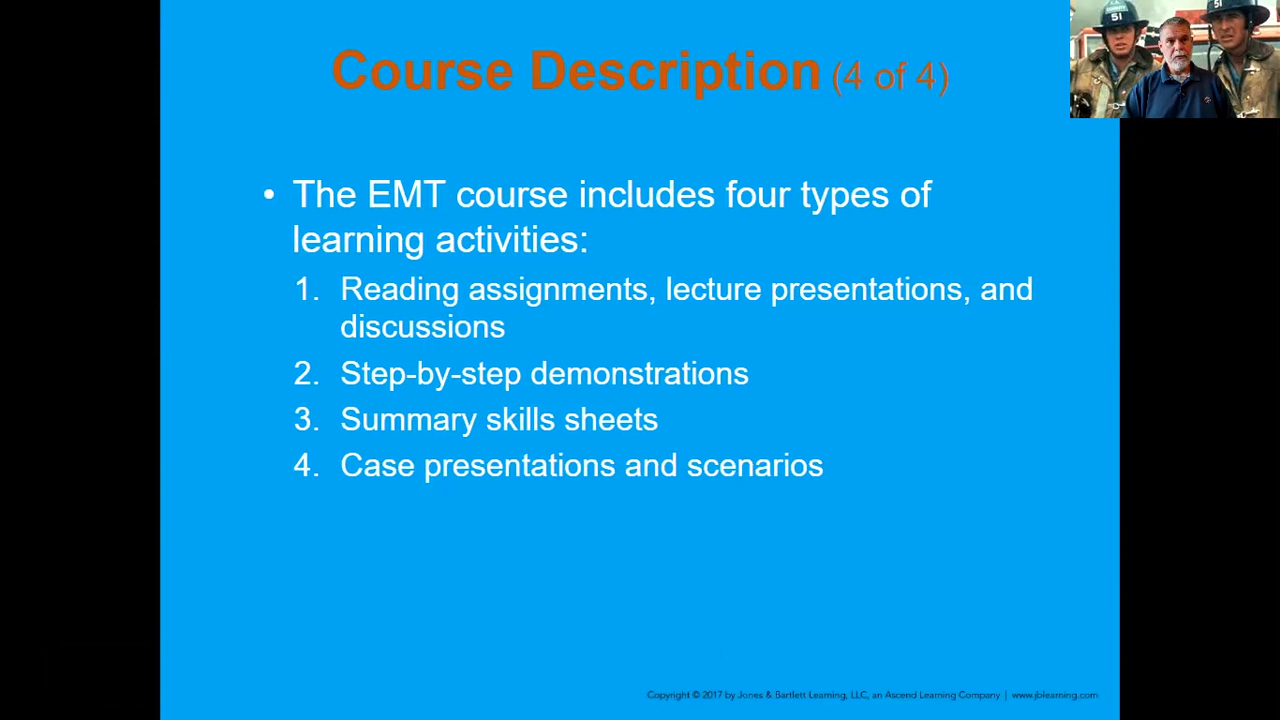 Course Description (4 of 4)
• The EMT course includes four types of
learning activities:
1. Reading assignments, lecture presentations, and
discussions
2. Step-by-step demonstrations
3. Summary skills sheets
4. Case presentations and scenarios
Copyright © 2017 by Jones & Bartlett Learning, LLC, an Ascend Learning Company | www.jblearning.com
51
51